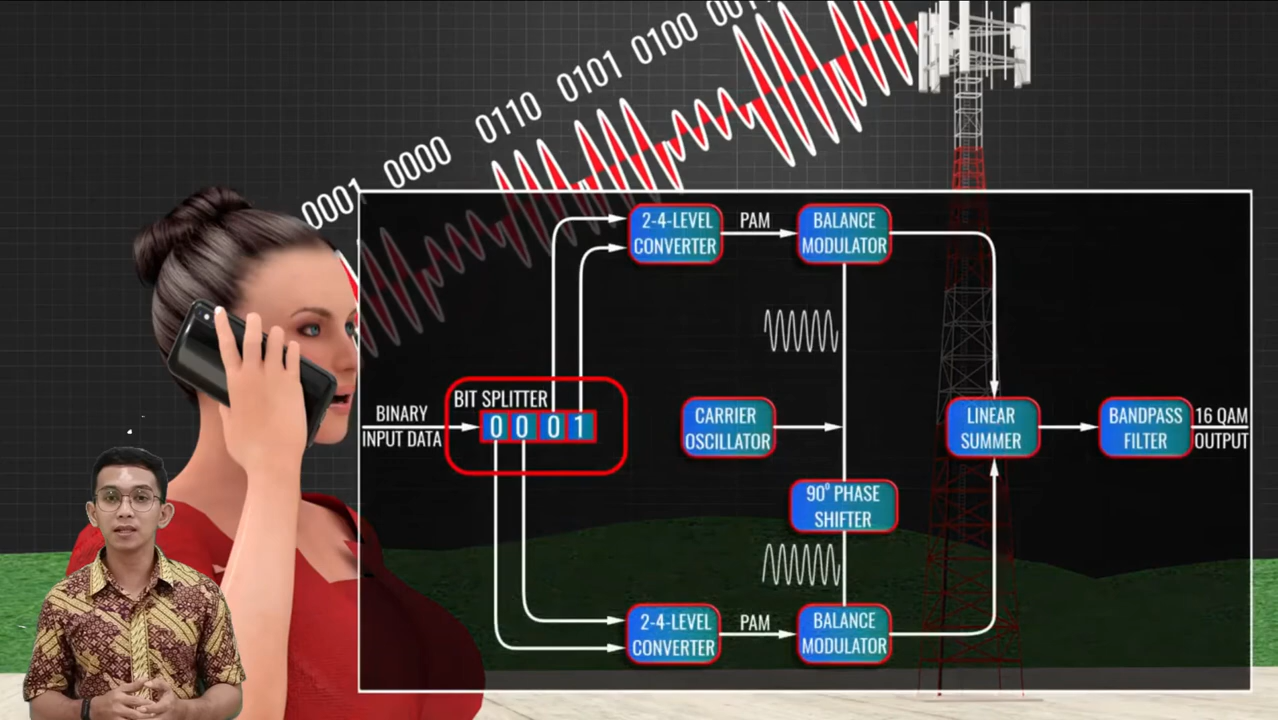 0001 0000 0110 0101 0100
2-4-LEVEL
CONVERTER
PAM
BALANCE
MODULATOR
BIT SPLITTER
BINARY
INPUT DATA
0 0 0 1
CARRIER
OSCILLATOR
LINEAR
SUMMER
BANDPASS
FILTER
16 QAM
OUTPUT
90° PHASE
SHIFTER
2-4-LEVEL
CONVERTER
PAM
BALANCE
MODULATOR